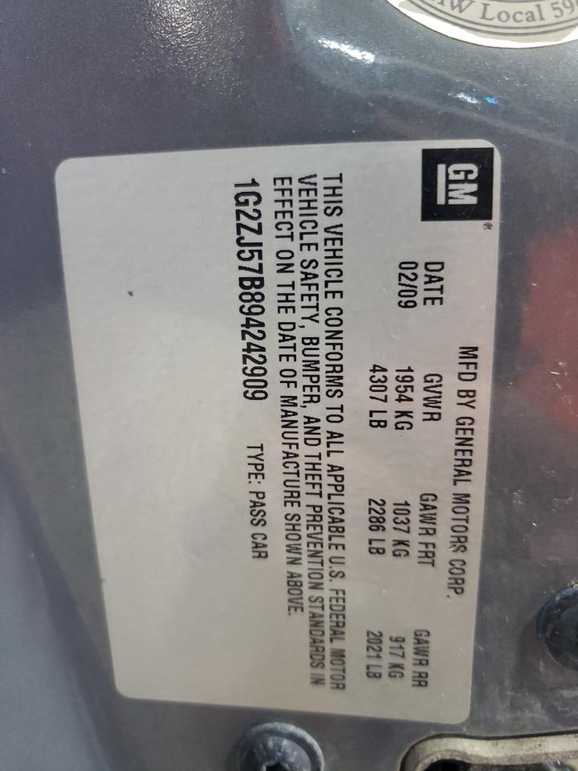 W Local 59
GM
MFD BY GENERAL MOTORS CORP.
DATE GVWR GAWR FRT GAWR RR
02/09 1954 KG 1037 KG 917 KG
4307 LB 2286 LB 2021 LB
THIS VEHICLE CONFORMS TO ALL APPLICABLE U.S. FEDERAL MOTOR
VEHICLE SAFETY, BUMPER, AND THEFT PREVENTION STANDARDS IN
EFFECT ON THE DATE OF MANUFACTURE SHOWN ABOVE.
1G2ZJ57B894242909 TYPE: PASS CAR